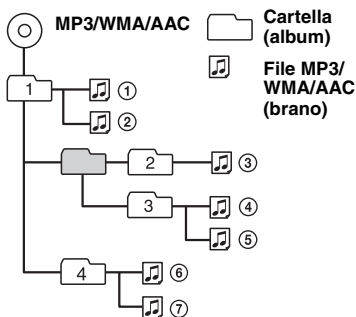 MP3/WMA/AAC
Cartella
(album)
File MP3/
WMA/AAC
(brano)
1
①
②
2
③
3
④
⑤
4
⑥
⑦